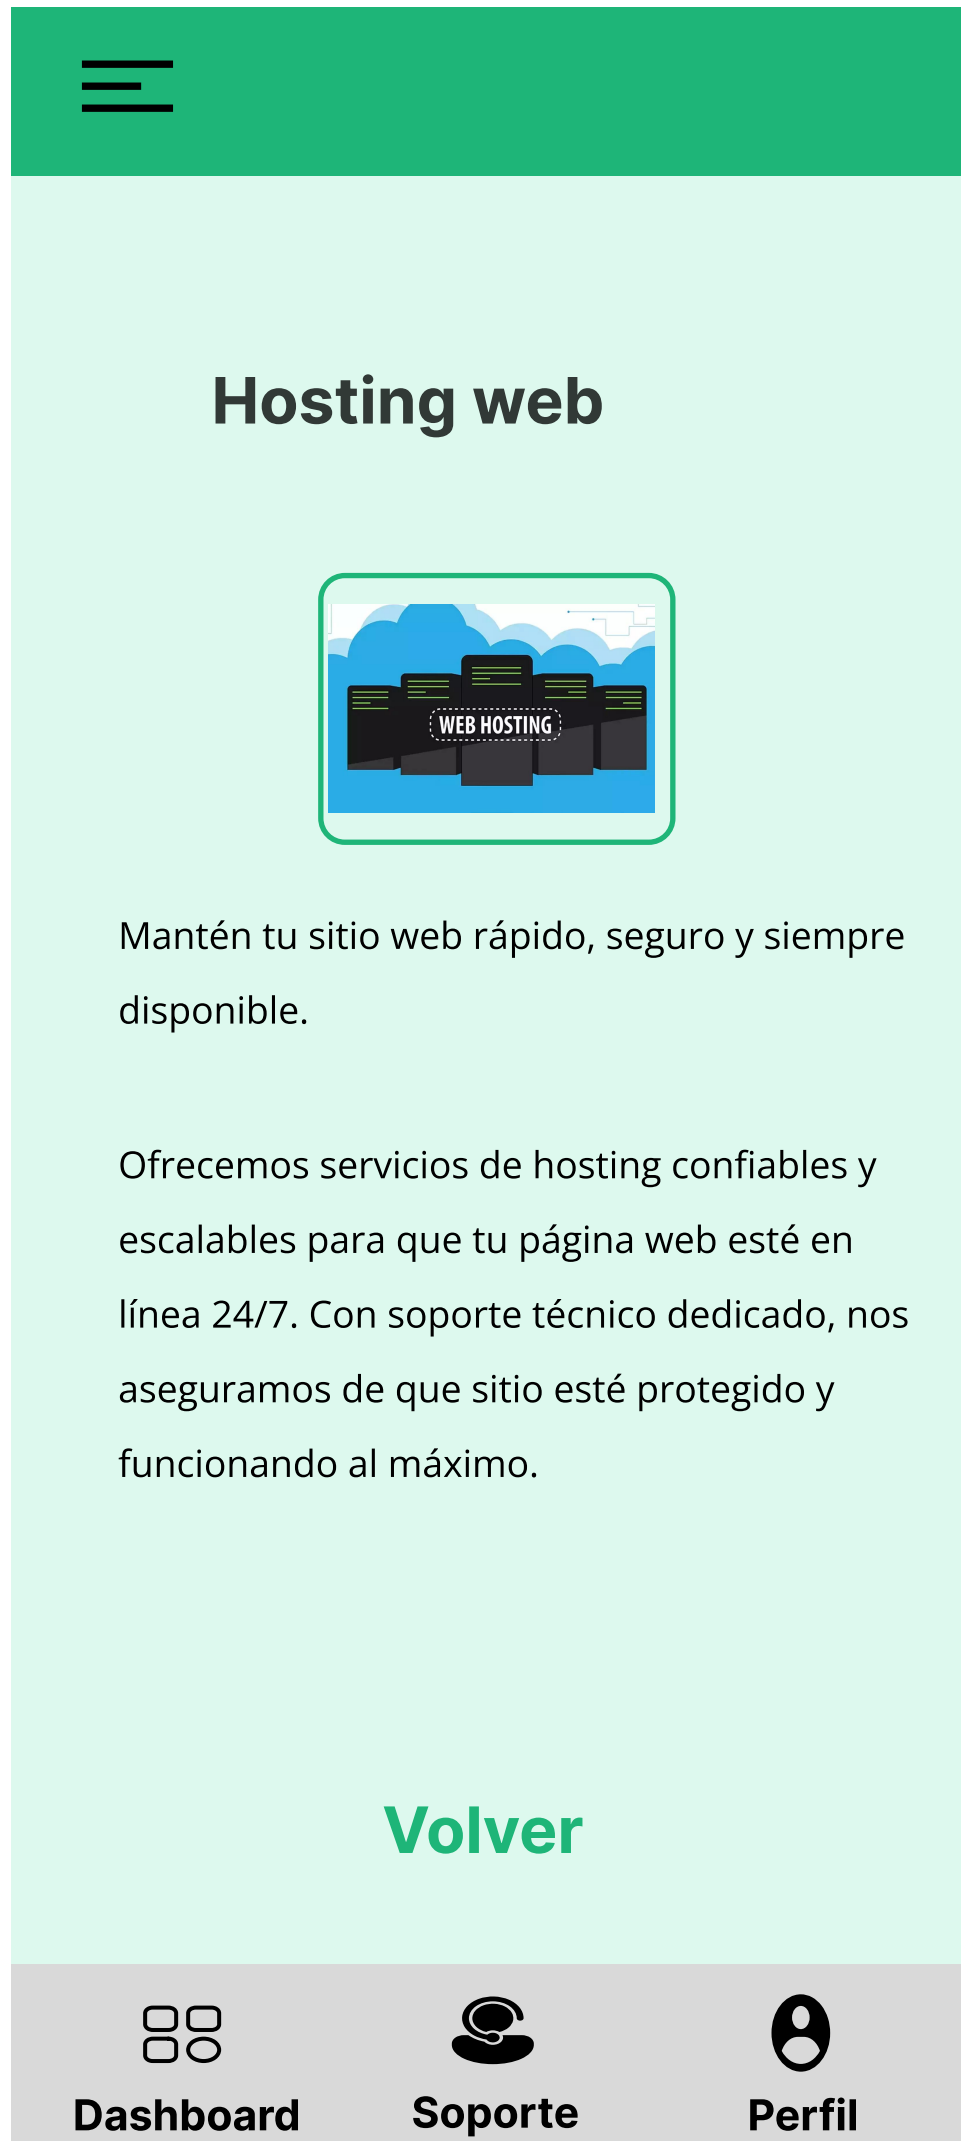 Hosting web
WEB HOSTING
Mantén tu sitio web rápido, seguro y siempre
disponible.
Ofrecemos servicios de hosting confiables y
escalables para que tu página web esté en
línea 24/7. Con soporte técnico dedicado, nos
aseguramos de que sitio esté protegido y
funcionando al máximo.
Volver
Dashboard
Soporte
Perfil